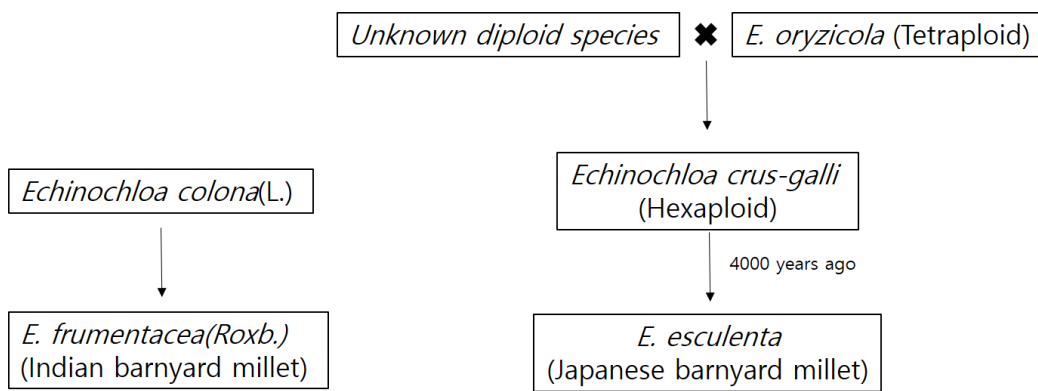 Unknown diploid species
E. oryzicola (Tetraploid)
Echinochloa colona(L.)
Echinochloa crus-galli
(Hexaploid)
4000 years ago
E. frumentacea(Roxb.)
(Indian barnyard millet)
E. esculenta
(Japanese barnyard millet)